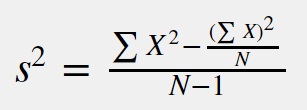 s² = (∑ X² − (∑ X)² / N) / (N−1)